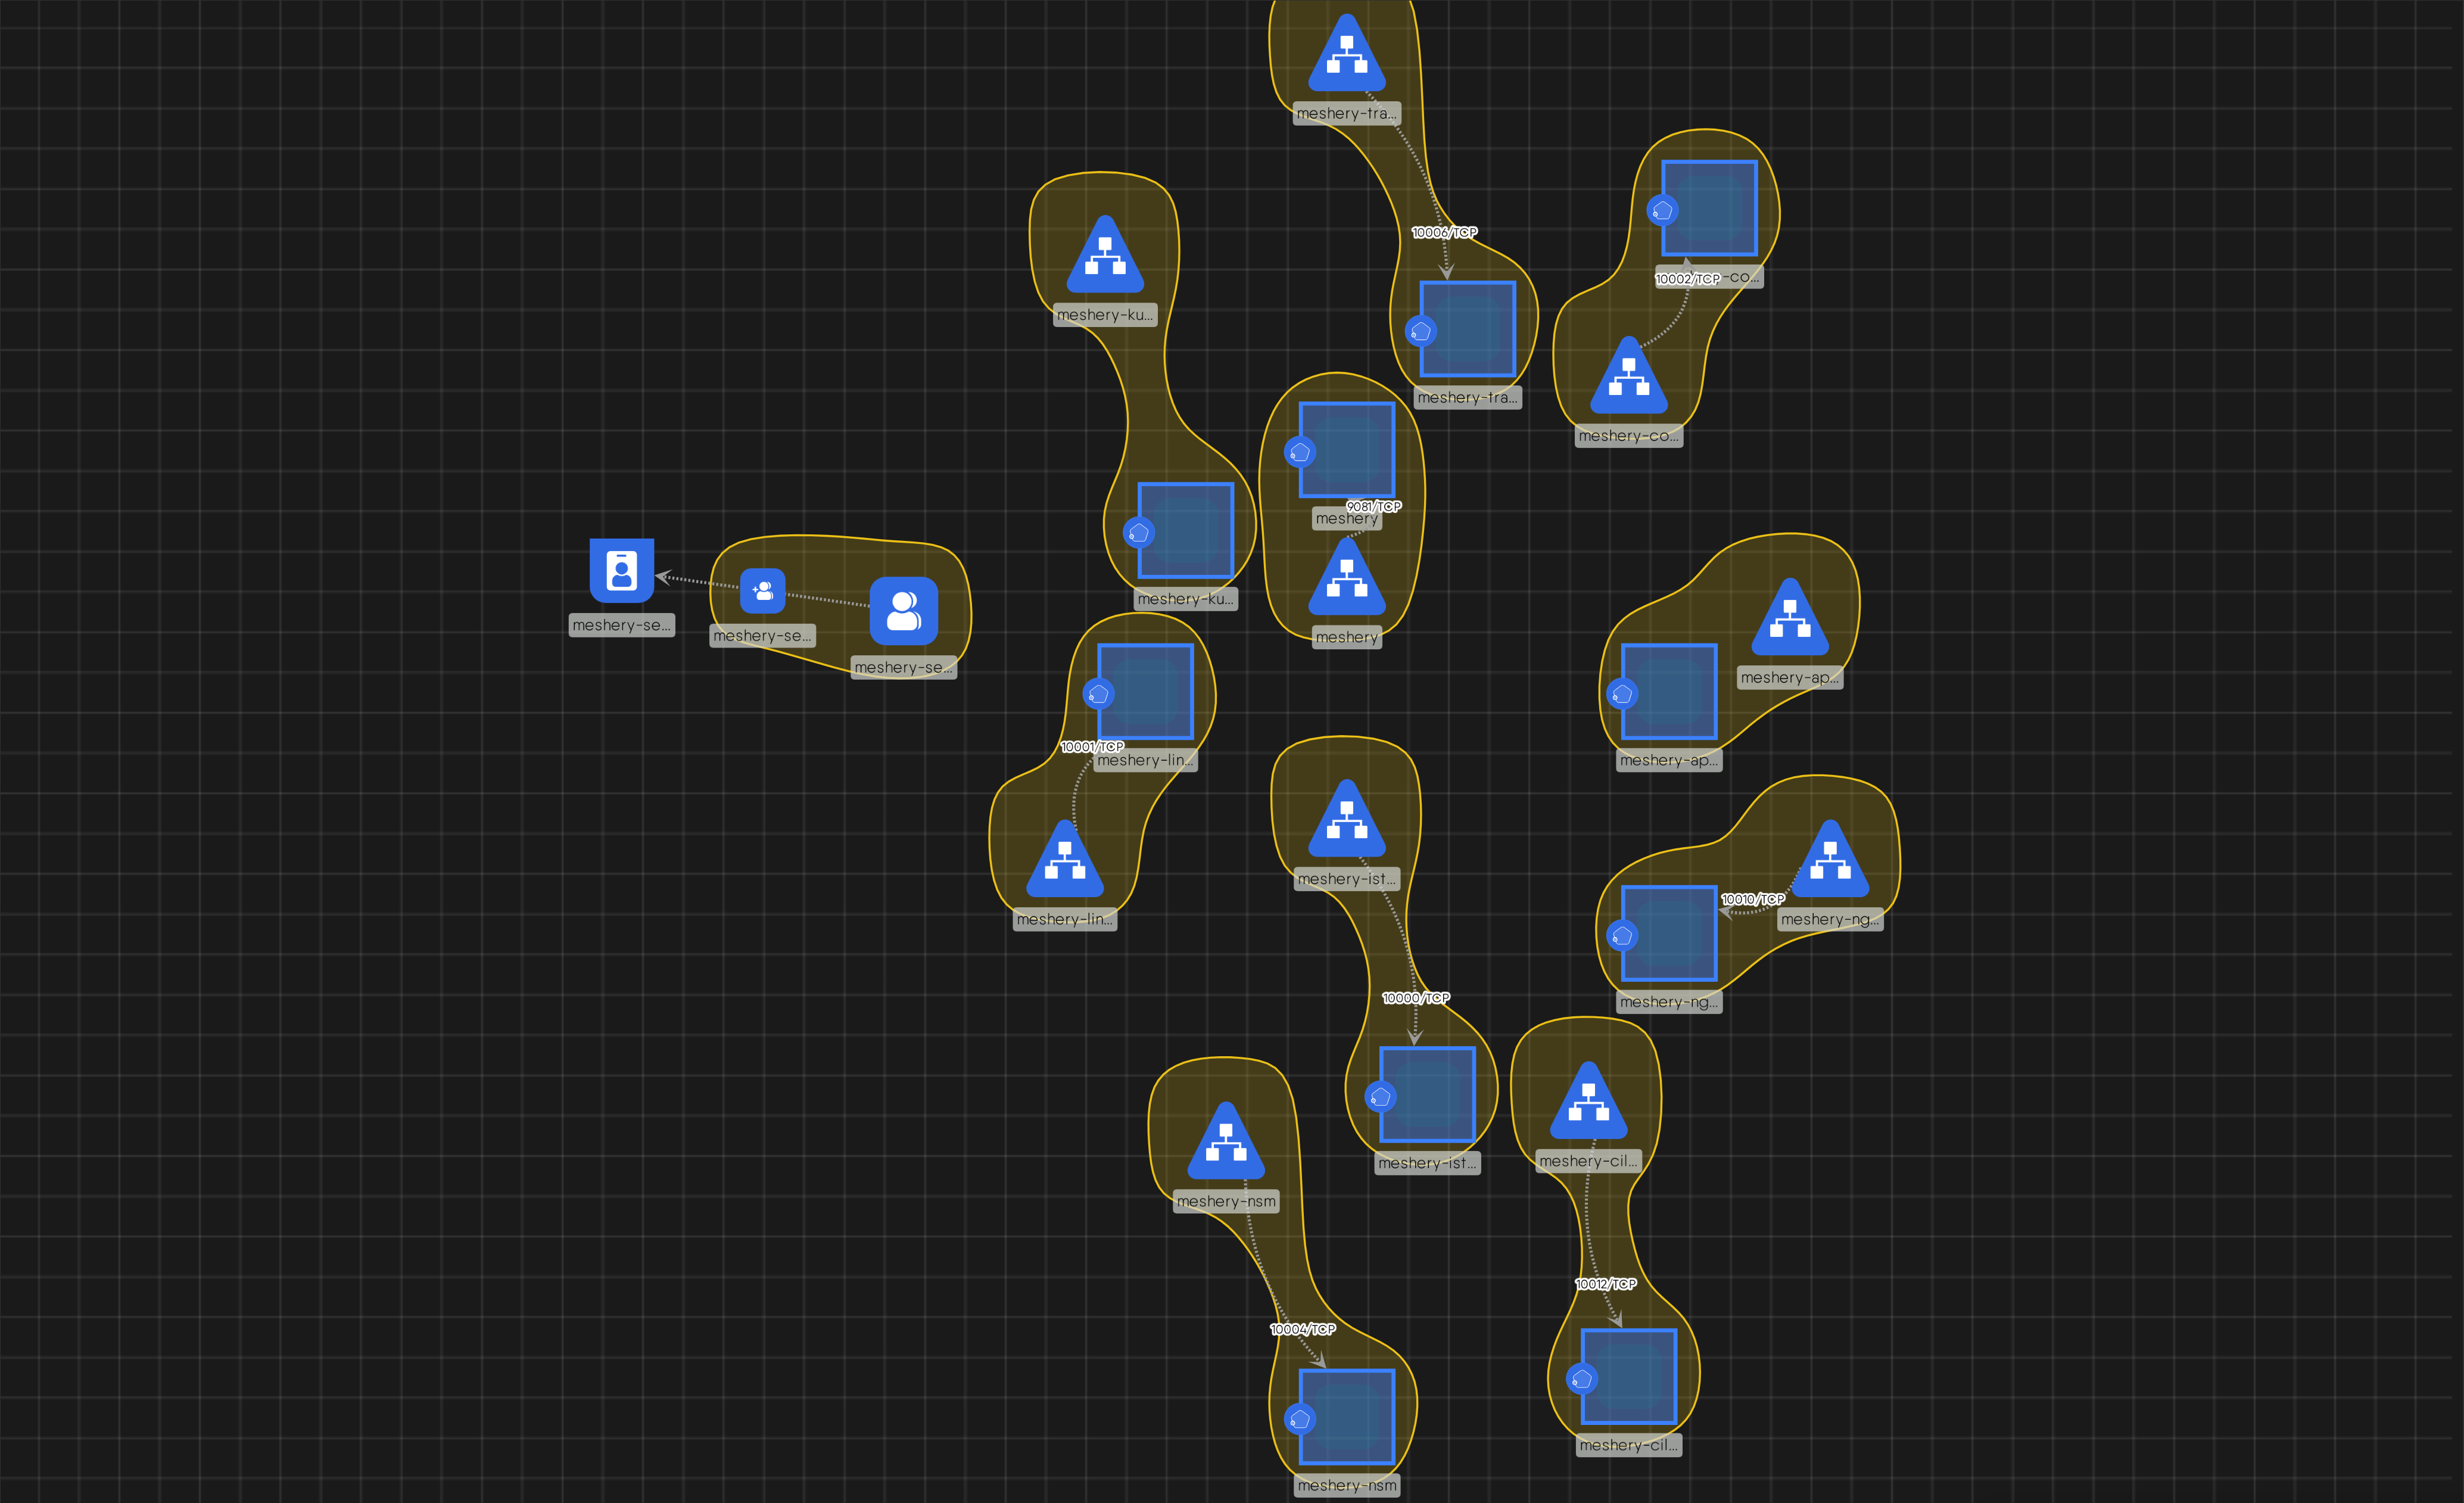 meshery-tra...
10006/TCP
meshery-tra...
-co...
10002/TCP
meshery-co...
meshery-ku...
meshery-ku...
9081/TCP
meshery
meshery
meshery-se...
meshery-se...
meshery-se...
meshery-ap...
meshery-ap...
10001/TCP
meshery-lin...
meshery-lin...
meshery-ist...
10000/TCP
meshery-ist...
10010/TCP
meshery-ng...
meshery-ng...
meshery-nsm
10004/TCP
meshery-nsm
meshery-cil...
10012/TCP
meshery-cil...